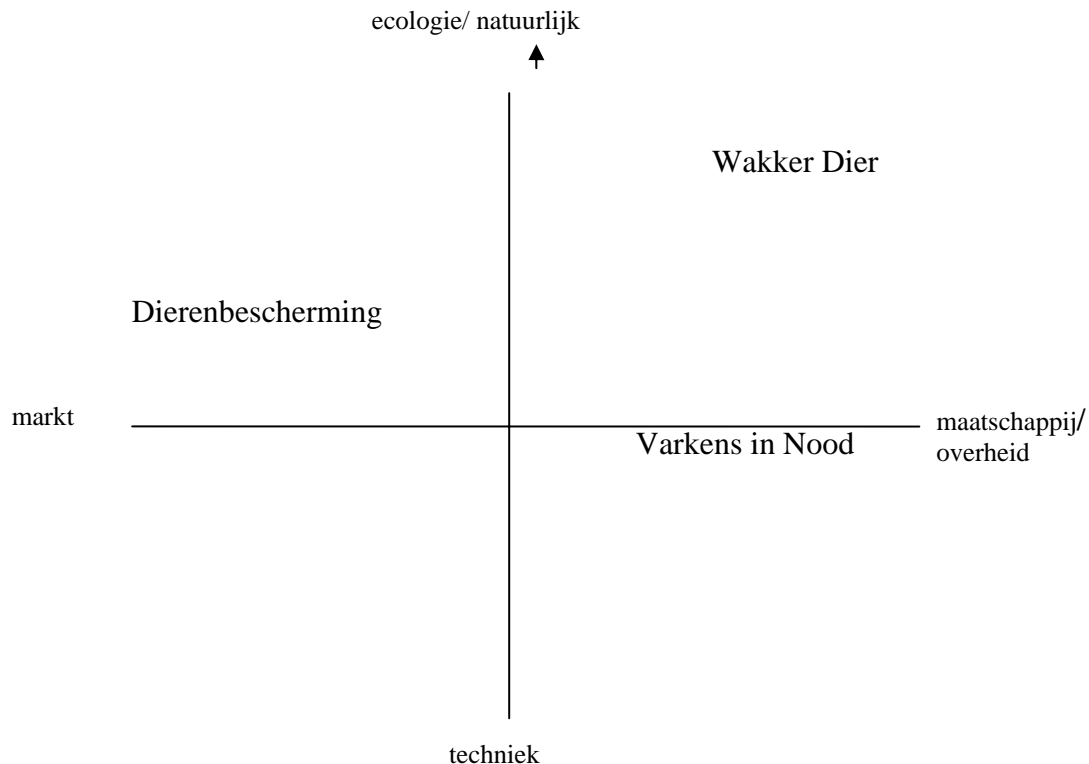 ecologie/ natuurlijk
Wakker Dier
Dierenbescherming
markt
maatschappij/
overheid
Varkens in Nood
techniek